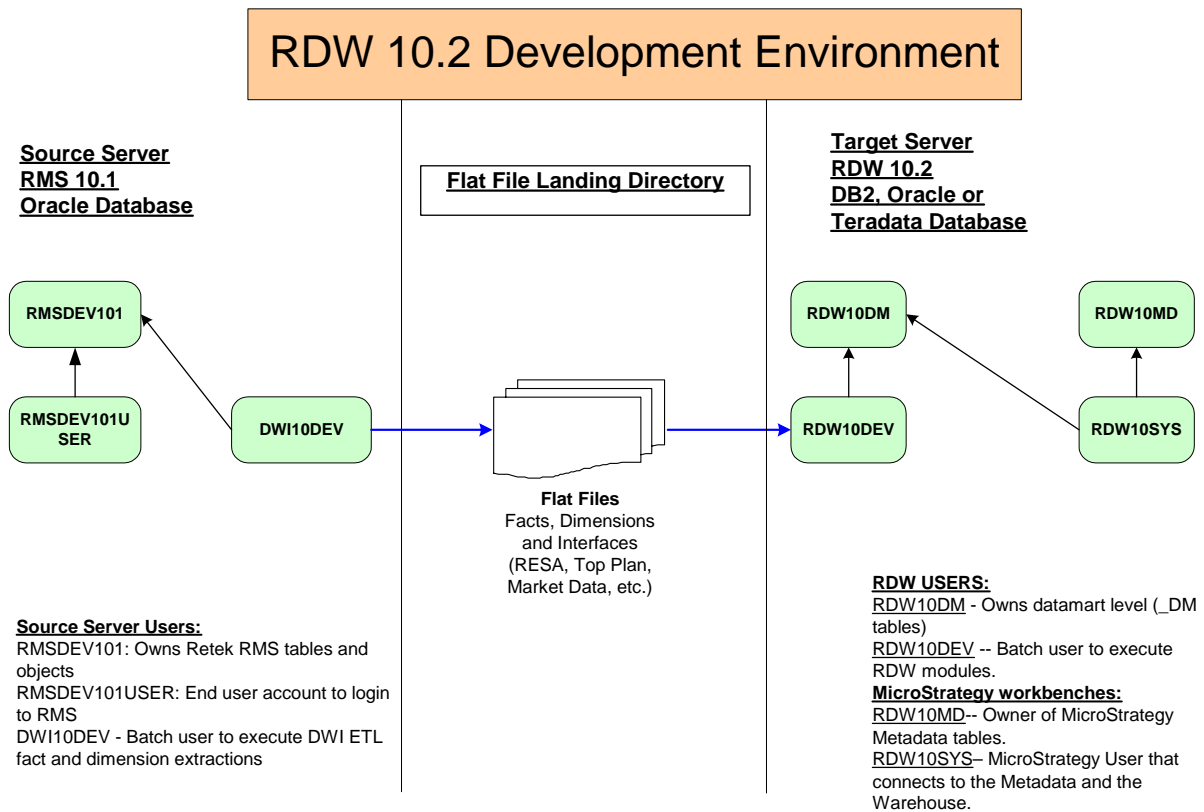 RDW 10.2 Development Environment
Source Server
RMS 10.1
Oracle Database
Flat File Landing Directory
Target Server
RDW 10.2
DB2, Oracle or
Teradata Database
RMSDEV101
RDW10DM
RDW10MD
RMSDEV101U
SER
DWI10DEV
RDW10DEV
RDW10SYS
Flat Files
Facts, Dimensions
and Interfaces
(RESA, Top Plan,
Market Data, etc.)
Source Server Users:
RMSDEV101: Owns Retek RMS tables and
objects
RMSDEV101USER: End user account to login
to RMS
DWI10DEV - Batch user to execute DWI ETL
fact and dimension extractions
RDW USERS:
RDW10DM - Owns datamart level (_DM
tables)
RDW10DEV -- Batch user to execute
RDW modules.
MicroStrategy workbenches:
RDW10MD-- Owner of MicroStrategy
Metadata tables.
RDW10SYS– MicroStrategy User that
connects to the Metadata and the
Warehouse.